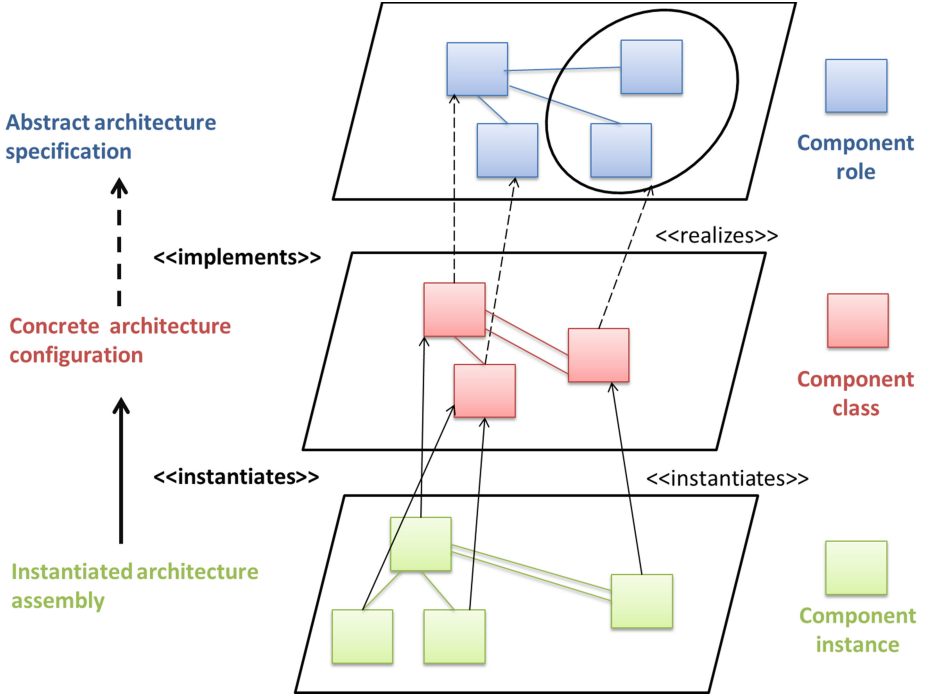 Abstract architecture
specification
Component
role
<<implements>>
<<realizes>>
Concrete architecture
configuration
Component
class
<<instantiates>>
<<instantiates>>
Instantiated architecture
assembly
Component
instance